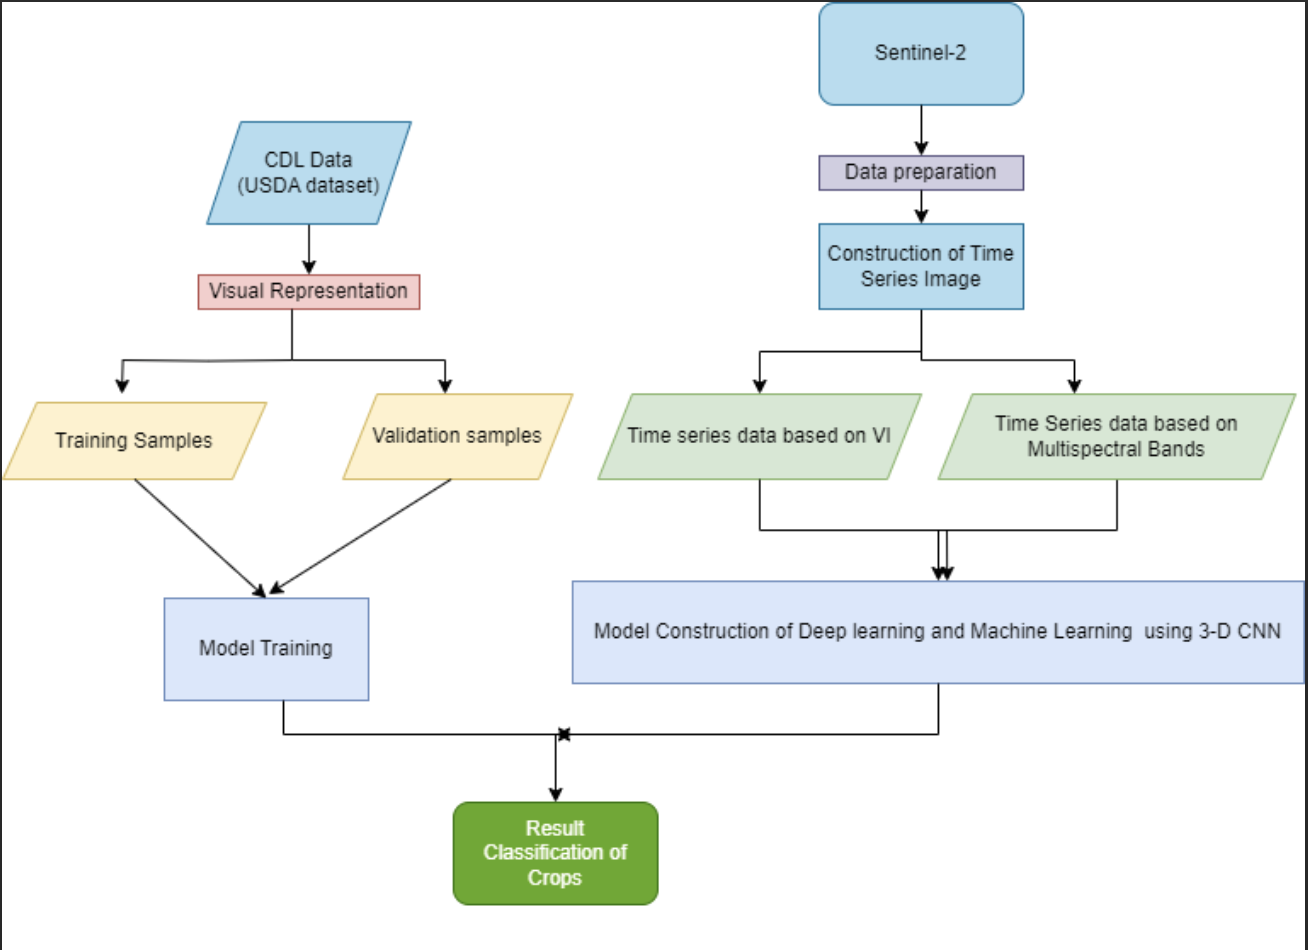 Sentinel-2
CDL Data
(USDA dataset)
Data preparation
Construction of Time
Series Image
Visual Representation
Training Samples
Validation samples
Time series data based on VI
Time Series data based on
Multispectral Bands
Model Training
Model Construction of Deep learning and Machine Learning  using 3-D CNN
Result
Classification of
Crops